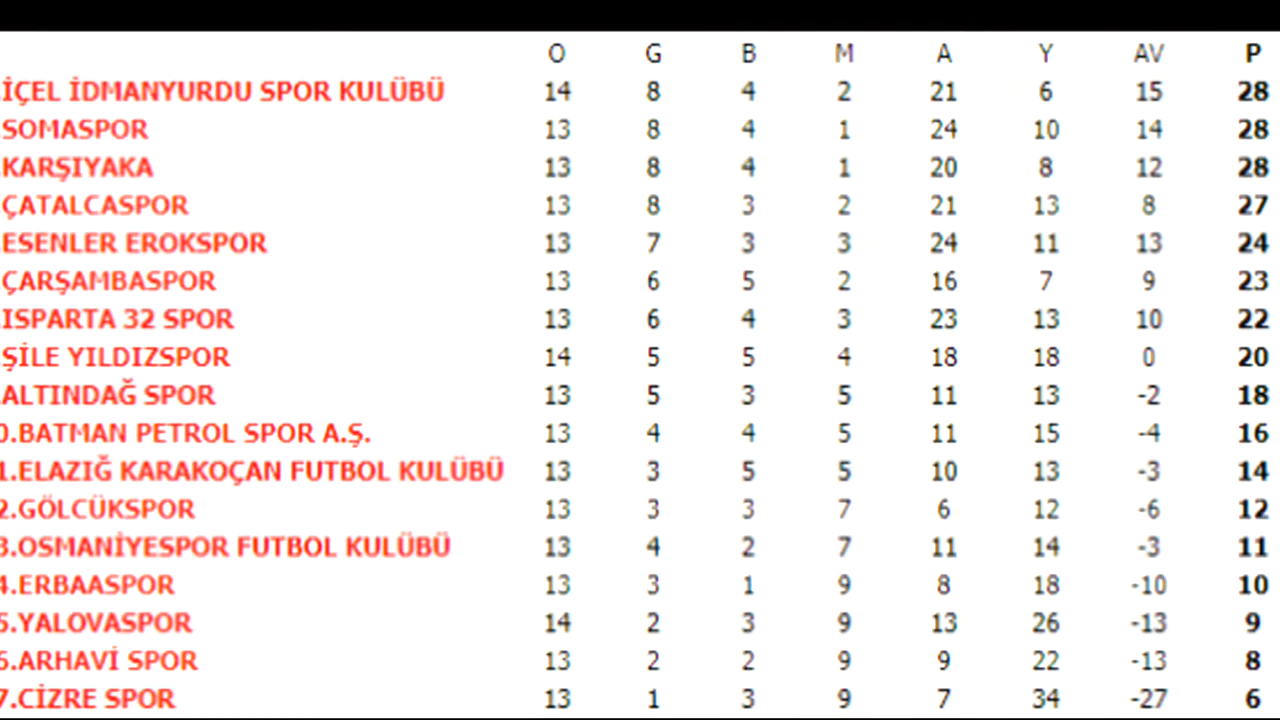 O G B M A Y AV P
.İÇEL İDMANYURDU SPOR KULÜBÜ 14 8 4 2 21 6 15 28
.SOMASPOR 13 8 4 1 24 10 14 28
.KARŞIYAKA 13 8 4 1 20 8 12 28
.ÇATALCASPOR 13 8 3 2 21 13 8 27
.ESENLER EROKSPOR 13 7 3 3 24 11 13 24
.ÇARŞAMBASPOR 13 6 5 2 16 7 9 23
.ISPARTA 32 SPOR 13 6 4 3 23 13 10 22
.ŞİLE YILDIZSPOR 14 5 5 4 18 18 0 20
.ALTINDAĞ SPOR 13 5 3 5 11 13 -2 18
0.BATMAN PETROL SPOR A.Ş. 13 4 4 5 11 15 -4 16
1.ELAZIĞ KARAKOÇAN FUTBOL KULÜBÜ 13 3 5 5 10 13 -3 14
2.GÖLCÜKSPOR 13 3 3 7 6 12 -6 12
3.OSMANİYESPOR FUTBOL KULÜBÜ 13 4 2 7 11 14 -3 11
4.ERBAASPOR 13 3 1 9 8 18 -10 10
5.YALOVASPOR 14 2 3 9 13 26 -13 9
6.ARHAVİ SPOR 13 2 2 9 9 22 -13 8
7.CİZRE SPOR 13 1 3 9 7 34 -27 6